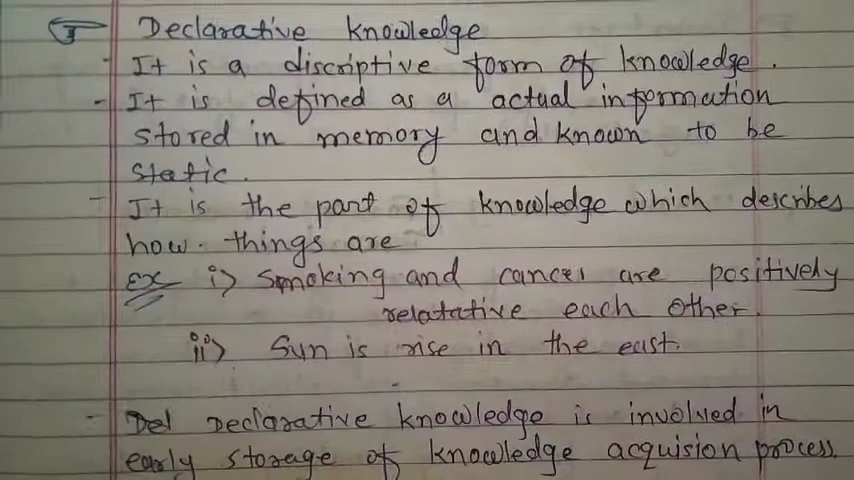 Declarative knowledge
- It is a discriptive form of knowledge.
- It is defined as a actual information
stored in memory and known to be
static.
- It is the part of knowledge which describes
how things are
Ex i) Smoking and cancer are positively
relatative each other.
ii) Sun is rise in the east.
- Del Declarative knowledge is involved in
early storage of knowledge acquision process.